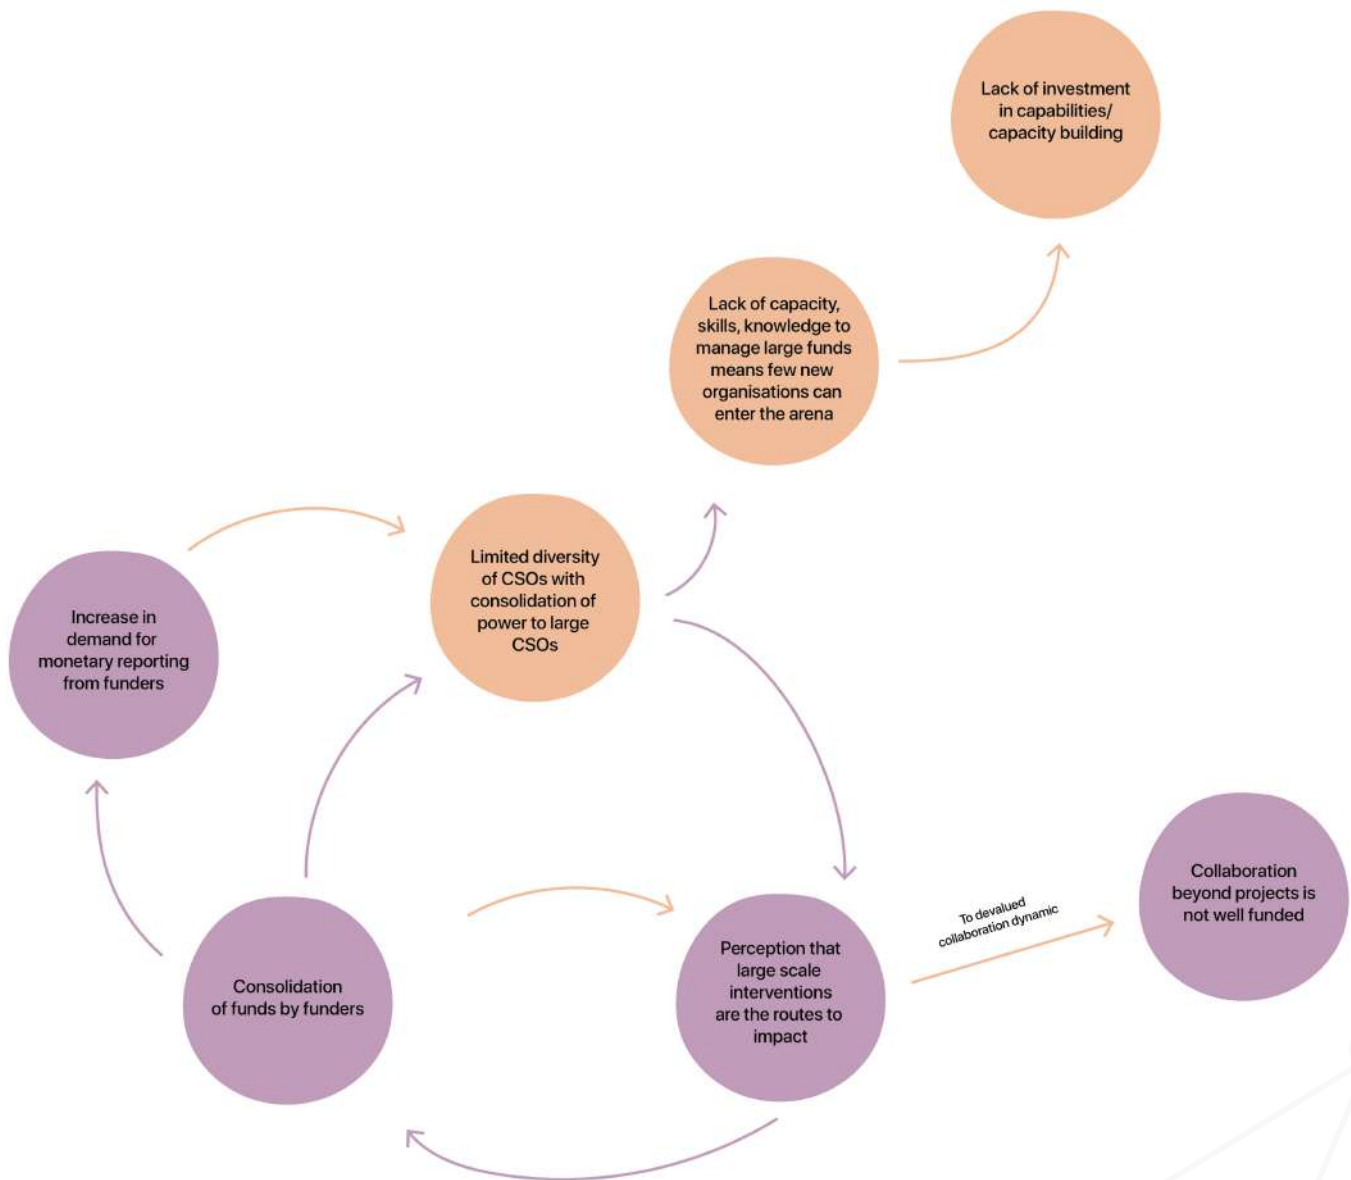 Lack of investment
in capabilities/
capacity building
Lack of capacity,
skills, knowledge to
manage large funds
means few new
organisations can
enter the arena
Limited diversity
of CSOs with
consolidation of
power to large
CSOs
Increase in
demand for
monetary reporting
from funders
Collaboration
beyond projects is
not well funded
To devalued
collaboration dynamic
Perception that
large scale
interventions
are the routes to
impact
Consolidation
of funds by funders